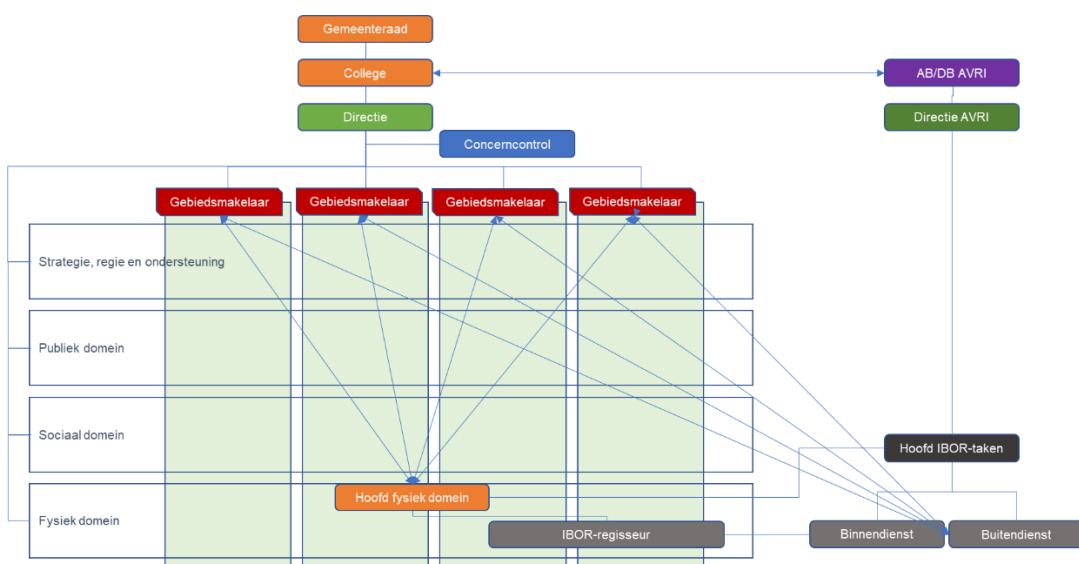 Gemeenteraad
College
AB/DB AVRI
Directie
Directie AVRI
Concerncontrol
Gebiedsmakelaar
Gebiedsmakelaar
Gebiedsmakelaar
Gebiedsmakelaar
Strategie, regie en ondersteuning
Publiek domein
Sociaal domein
Hoofd IBOR-taken
Hoofd fysiek domein
Fysiek domein
IBOR-regisseur
Binnendienst
Buitendienst